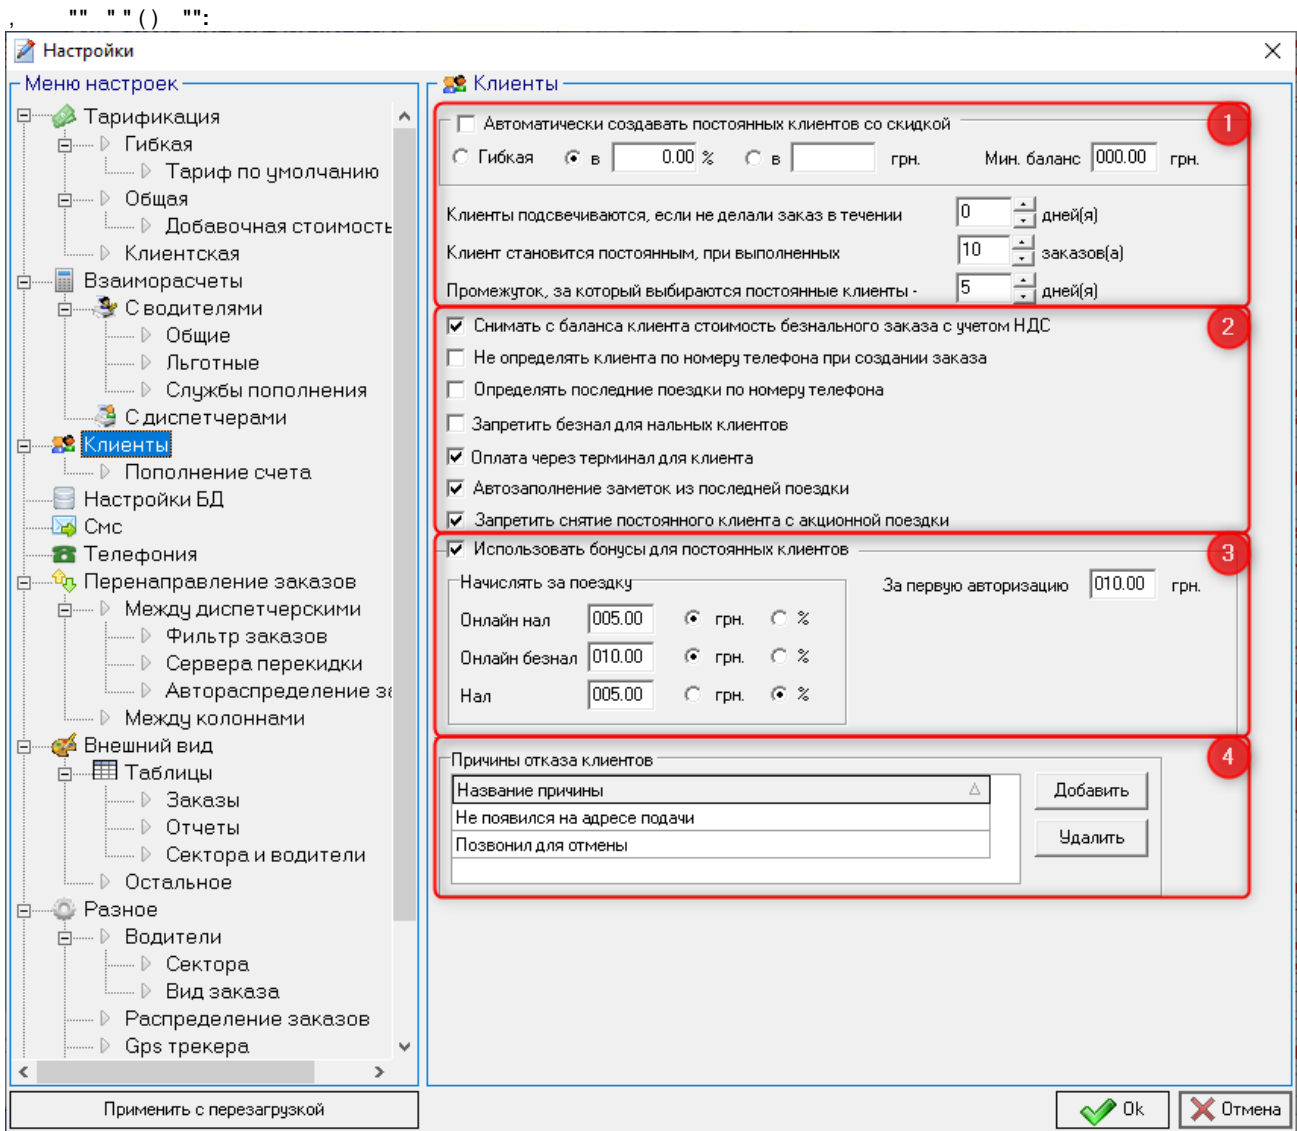 , "" " " ( ) "":
Настройки
Меню настроек
Тарификация
Гибкая
Тариф по умолчанию
Общая
Добавочная стоимость
Клиентская
Взаиморасчеты
С водителями
Общие
Льготные
Службы пополнения
С диспетчерами
Клиенты
Пополнение счета
Настройки БД
Смс
Телефония
Перенаправление заказов
Между диспетчерскими
Фильтр заказов
Сервера перекидки
Автораспределение за
Между колоннами
Внешний вид
Таблицы
Заказы
Отчеты
Сектора и водители
Остальное
Разное
Водители
Сектора
Вид заказа
Распределение заказов
Gps трекера
Применить с перезагрузкой
Клиенты
1
Автоматически создавать постоянных клиентов со скидкой
Гибкая в 0.00 % в грн. Мин. баланс 000.00 грн.
Клиенты подсвечиваются, если не делали заказ в течении 0 дней(я)
Клиент становится постоянным, при выполненных 10 заказов(а)
Промежуток, за который выбираются постоянные клиенты - 5 дней(я)
2
Снимать с баланса клиента стоимость безнального заказа с учетом НДС
Не определять клиента по номеру телефона при создании заказа
Определять последние поездки по номеру телефона
Запретить безнал для нальных клиентов
Оплата через терминал для клиента
Автозаполнение заметок из последней поездки
Запретить снятие постоянного клиента с акционной поездки
3
Использовать бонусы для постоянных клиентов
Начислять за поездку
За первую авторизацию 010.00 грн.
Онлайн нал 005.00 грн. %
Онлайн безнал 010.00 грн. %
Нал 005.00 грн. %
4
Причины отказа клиентов
Название причины
Не появился на адресе подачи
Позвонил для отмены
Добавить
Удалить
Ok
Отмена